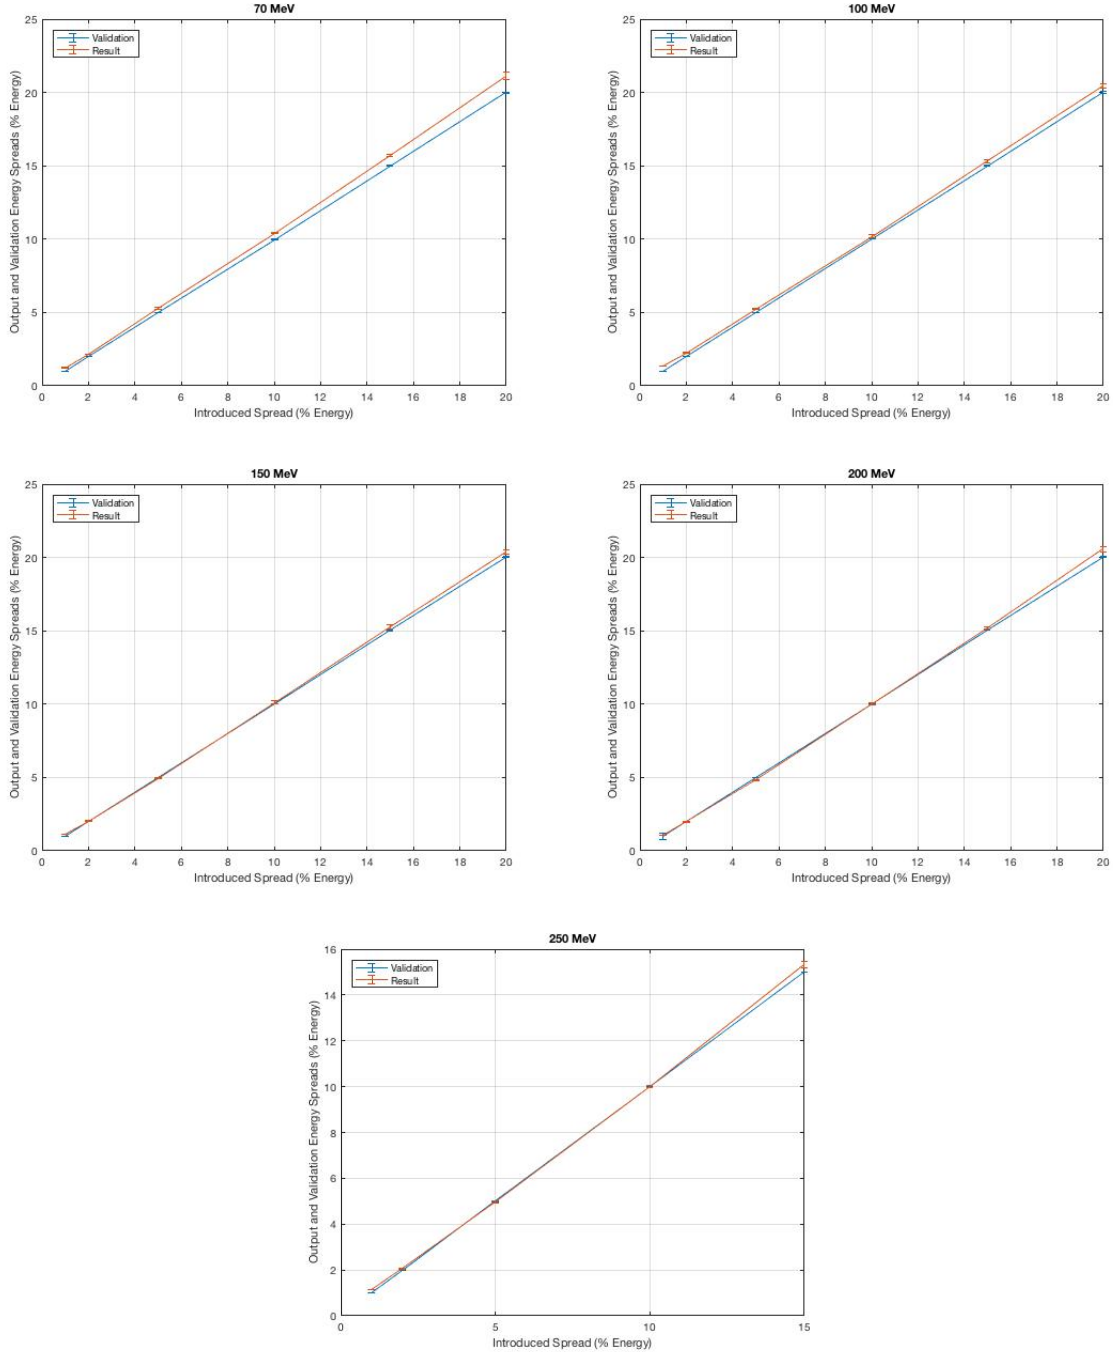 70 MeV
25
20
15
10
5
0
Validation
Result
Output and Validation Energy Spreads (% Energy)
0 2 4 6 8 10 12 14 16 18 20
Introduced Spread (% Energy)
100 MeV
25
20
15
10
5
0
Validation
Result
Output and Validation Energy Spreads (% Energy)
0 2 4 6 8 10 12 14 16 18 20
Introduced Spread (% Energy)
150 MeV
25
20
15
10
5
0
Validation
Result
Output and Validation Energy Spreads (% Energy)
0 2 4 6 8 10 12 14 16 18 20
Introduced Spread (% Energy)
200 MeV
25
20
15
10
5
0
Validation
Result
Output and Validation Energy Spreads (% Energy)
0 2 4 6 8 10 12 14 16 18 20
Introduced Spread (% Energy)
250 MeV
16
14
12
10
8
6
4
2
0
Validation
Result
Output and Validation Energy Spreads (% Energy)
0 5 10 15
Introduced Spread (% Energy)